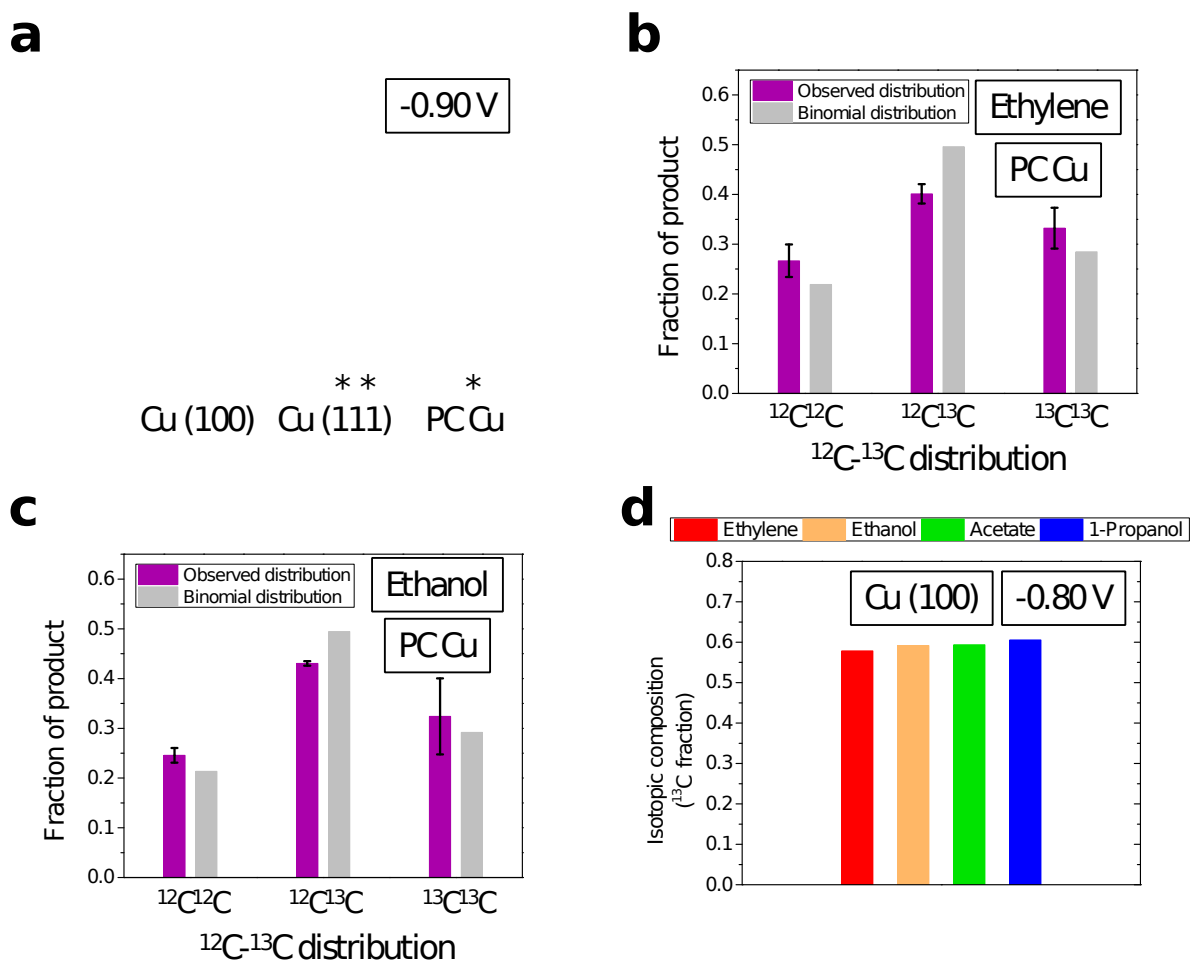 a
-0.90 V
* *
*
Cu (100)
Cu (111)
PC Cu
b
Observed distribution
Binomial distribution
Ethylene
PC Cu
Fraction of product
0.6
0.5
0.4
0.3
0.2
0.1
0.0
¹²C¹²C
¹²C¹³C
¹³C¹³C
¹²C-¹³C distribution
c
Observed distribution
Binomial distribution
Ethanol
PC Cu
Fraction of product
0.6
0.5
0.4
0.3
0.2
0.1
0.0
¹²C¹²C
¹²C¹³C
¹³C¹³C
¹²C-¹³C distribution
d
Ethylene
Ethanol
Acetate
1-Propanol
Cu (100)
-0.80 V
Isotopic composition
(¹³C fraction)
0.8
0.7
0.6
0.5
0.4
0.3
0.2
0.1
0.0